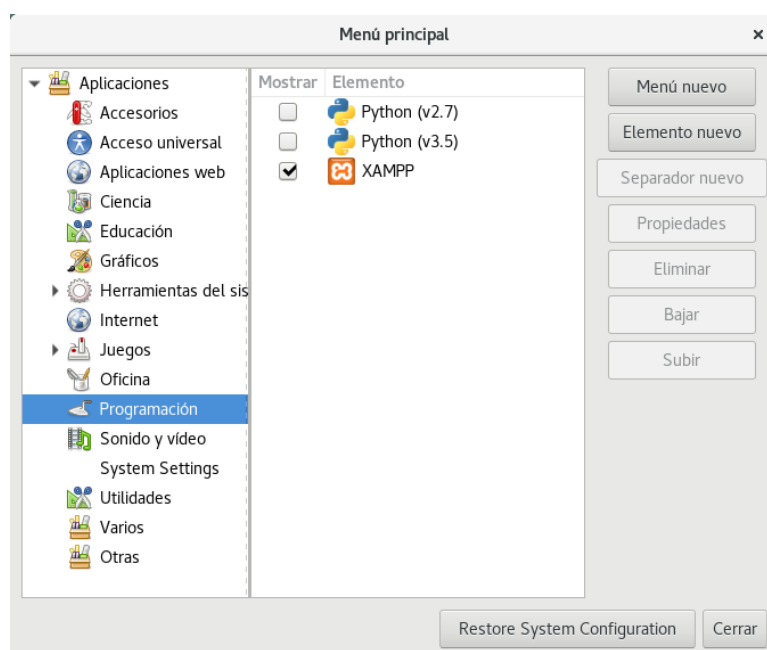 Menú principal
Aplicaciones
Accesorios
Acceso universal
Aplicaciones web
Ciencia
Educación
Gráficos
Herramientas del sis
Internet
Juegos
Oficina
Programación
Sonido y vídeo
System Settings
Utilidades
Varios
Otras
Mostrar Elemento
Python (v2.7)
Python (v3.5)
XAMPP
Menú nuevo
Elemento nuevo
Separador nuevo
Propiedades
Eliminar
Bajar
Subir
Restore System Configuration
Cerrar